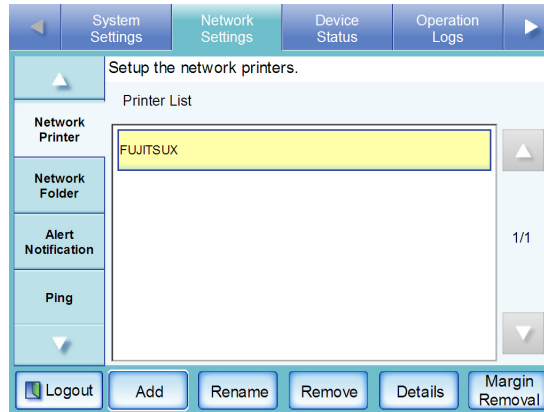 System
Settings
Network
Settings
Device
Status
Operation
Logs
Setup the network printers.
Printer List
Network
Printer
FUJITSUX
Network
Folder
Alert
Notification
1/1
Ping
Logout
Add
Rename
Remove
Details
Margin
Removal